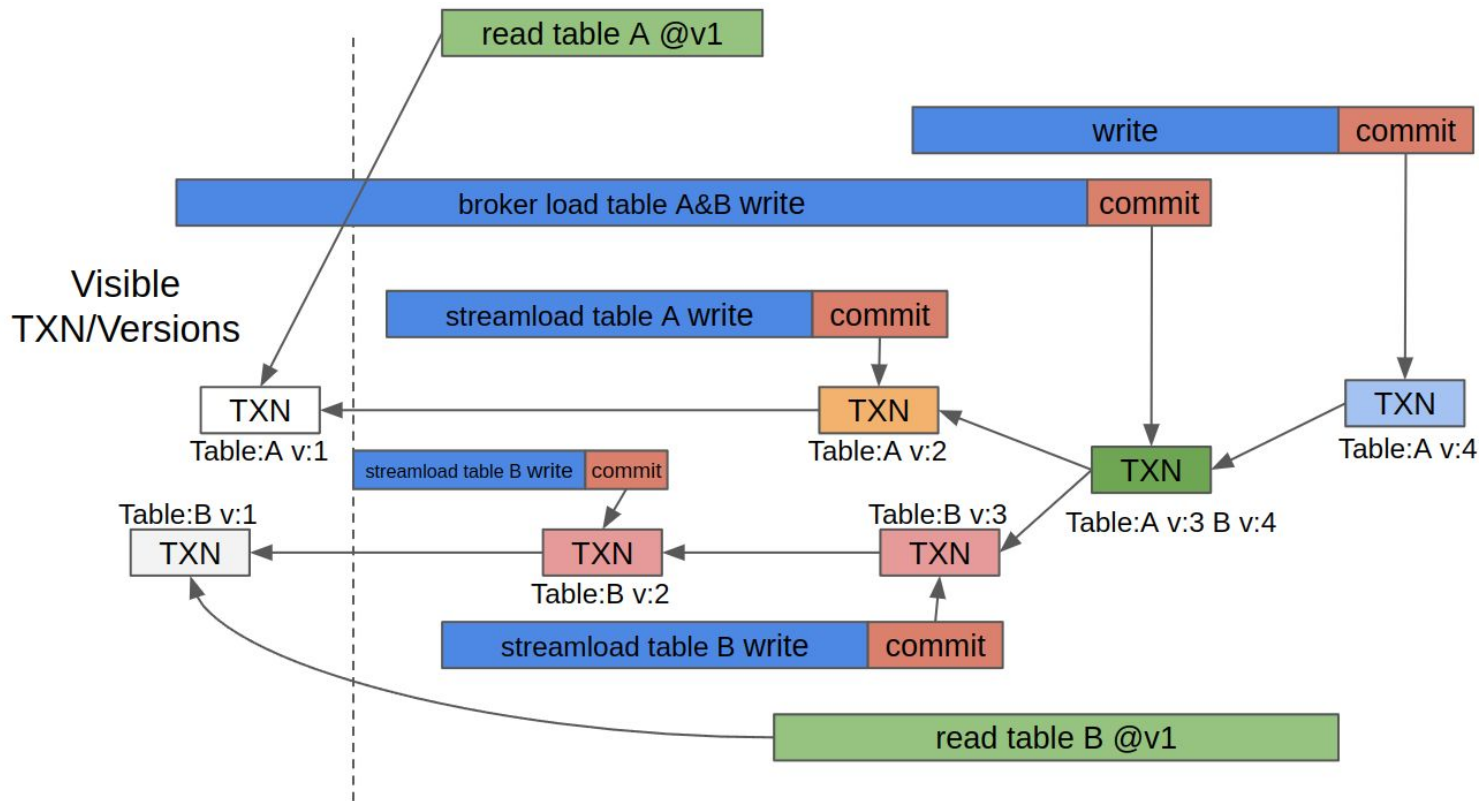 read table A @v1
write
commit
broker load table A&B write
commit
Visible
TXN/Versions
streamload table A write
commit
TXN
Table:A v:1
TXN
Table:A v:2
TXN
Table:A v:4
streamload table B write
commit
TXN
Table:A v:3 B v:4
Table:B v:1
TXN
TXN
Table:B v:2
Table:B v:3
TXN
streamload table B write
commit
read table B @v1